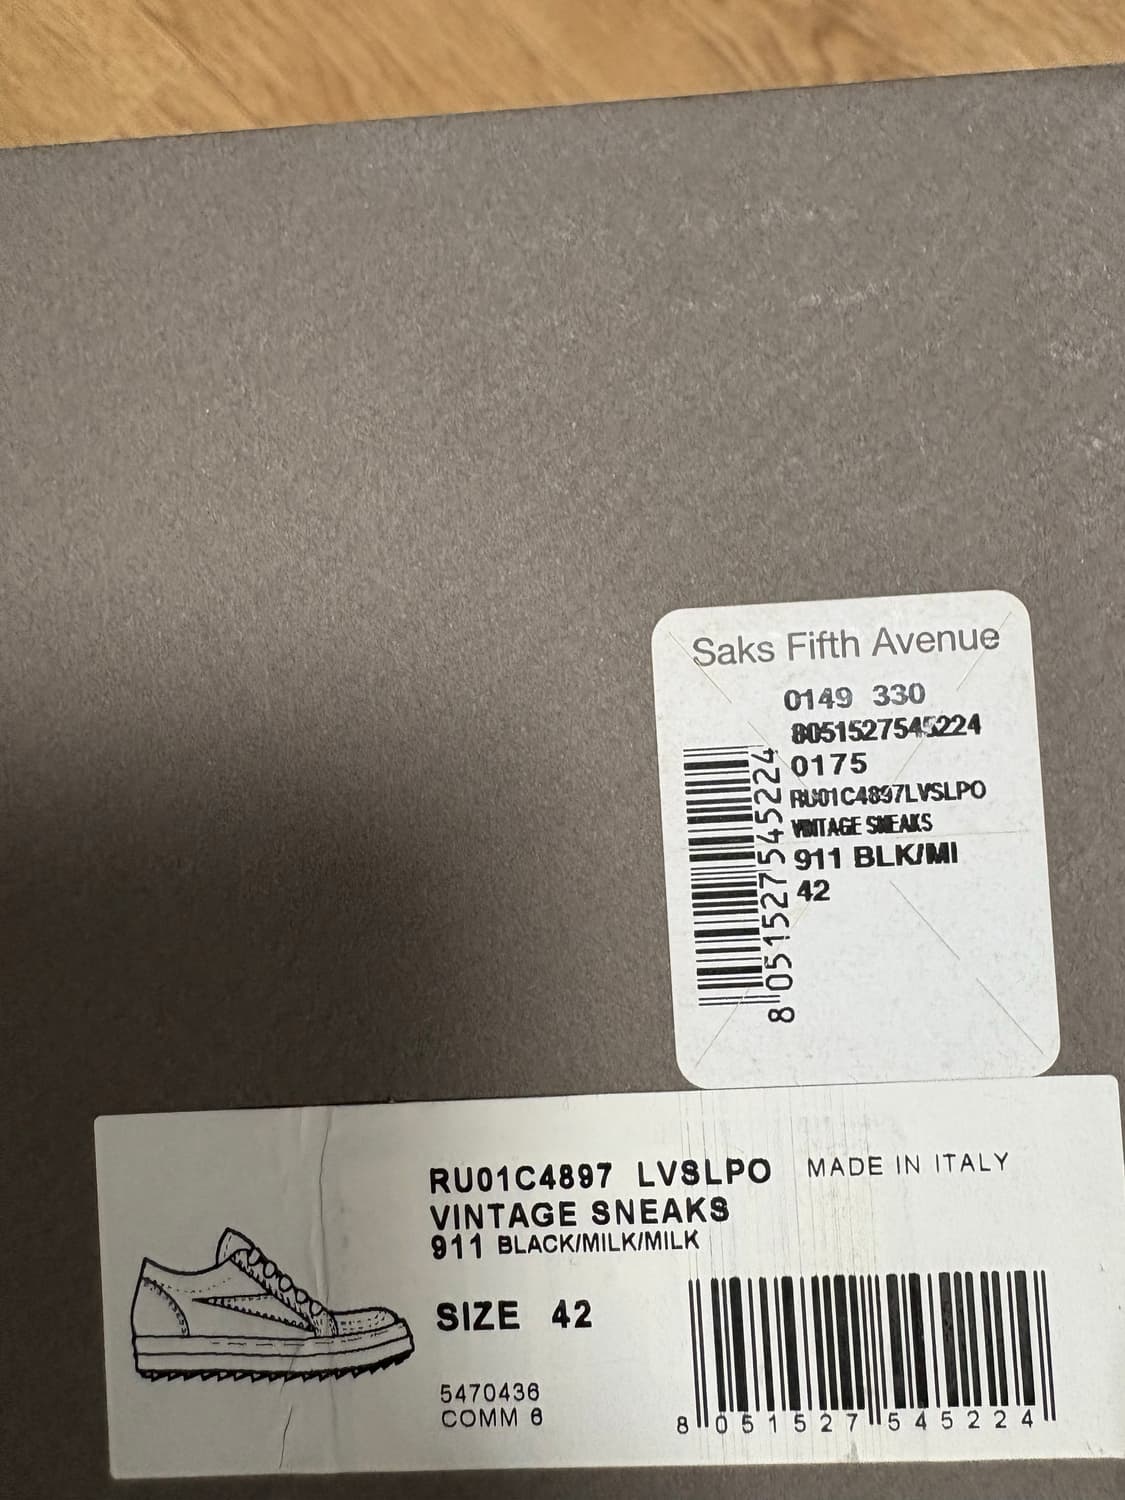 Saks Fifth Avenue
0149 330
8051527545224
0175
RU01C4897LVSLPO
VINTAGE SNEAKS
911 BLK/MI
42
8051527545224
RU01C4897 LVSLPO MADE IN ITALY
VINTAGE SNEAKS
911 BLACK/MILK/MILK
SIZE 42
5470436
COMM 6
8 051527 545224